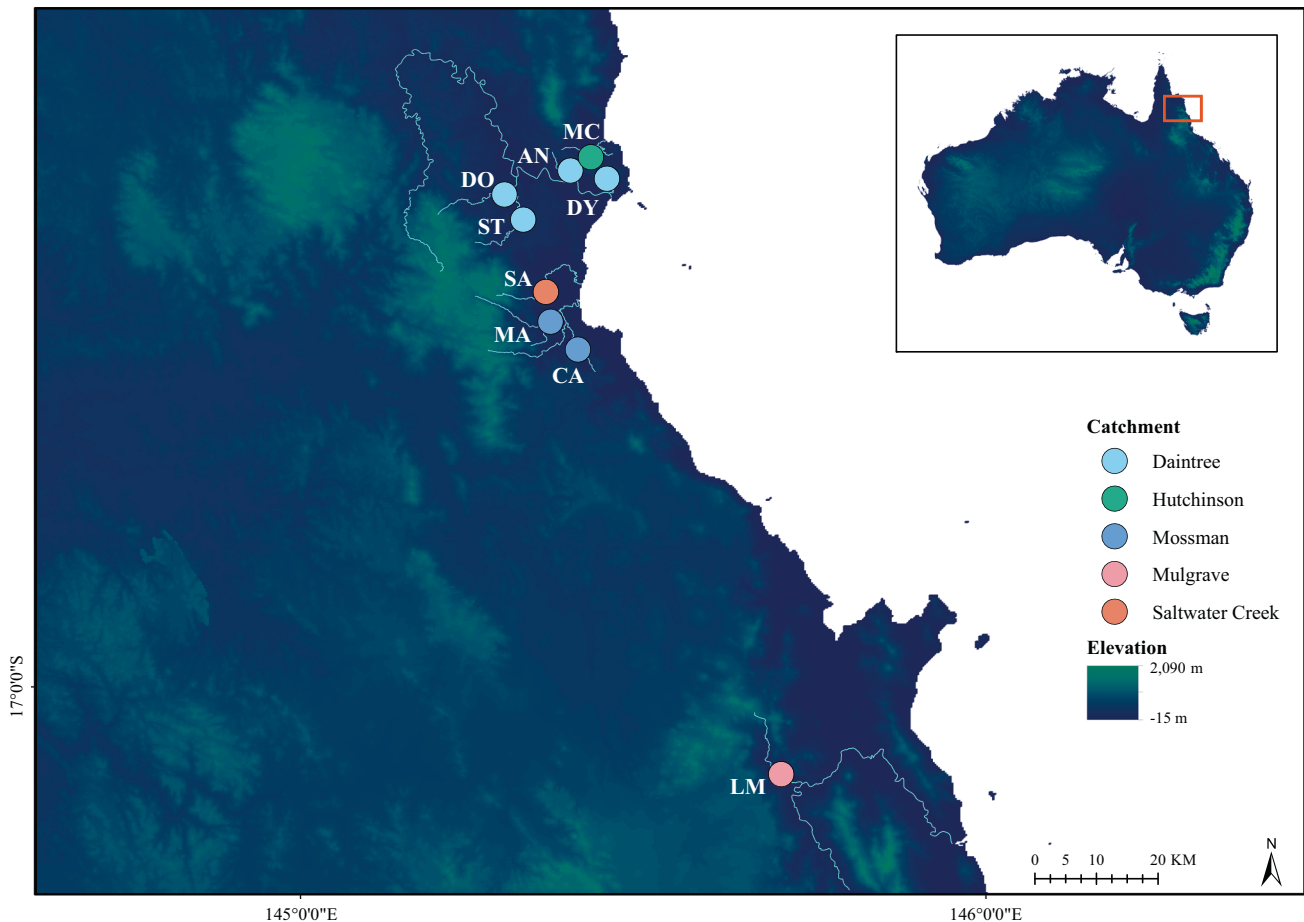 MC
AN
DO
DY
ST
SA
MA
CA
LM
Catchment
Daintree
Hutchinson
Mossman
Mulgrave
Saltwater Creek
Elevation
2,090 m
-15 m
17°0'0"S
N
0 5 10 20 KM
145°0'0"E
146°0'0"E